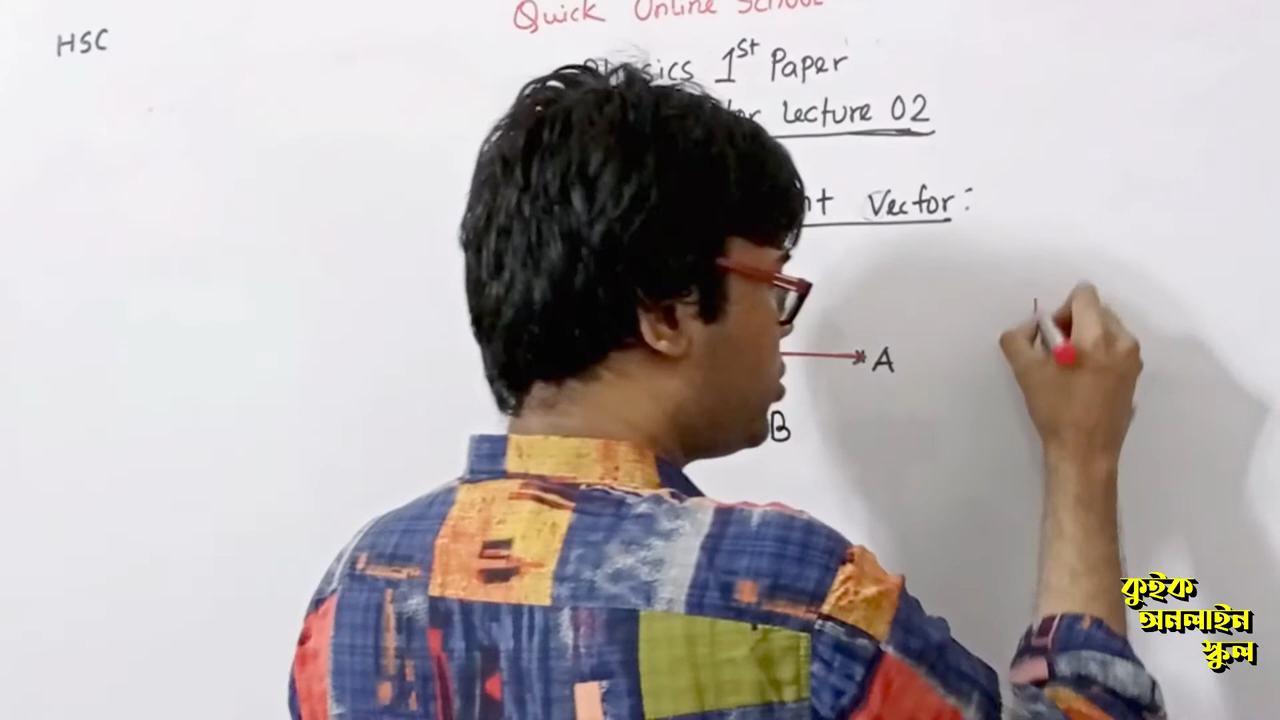 HSC
Quick Online School
Physics 1st Paper
Lecture 02
Vector:
A
B
কুইক
অনলাইন
স্কুল